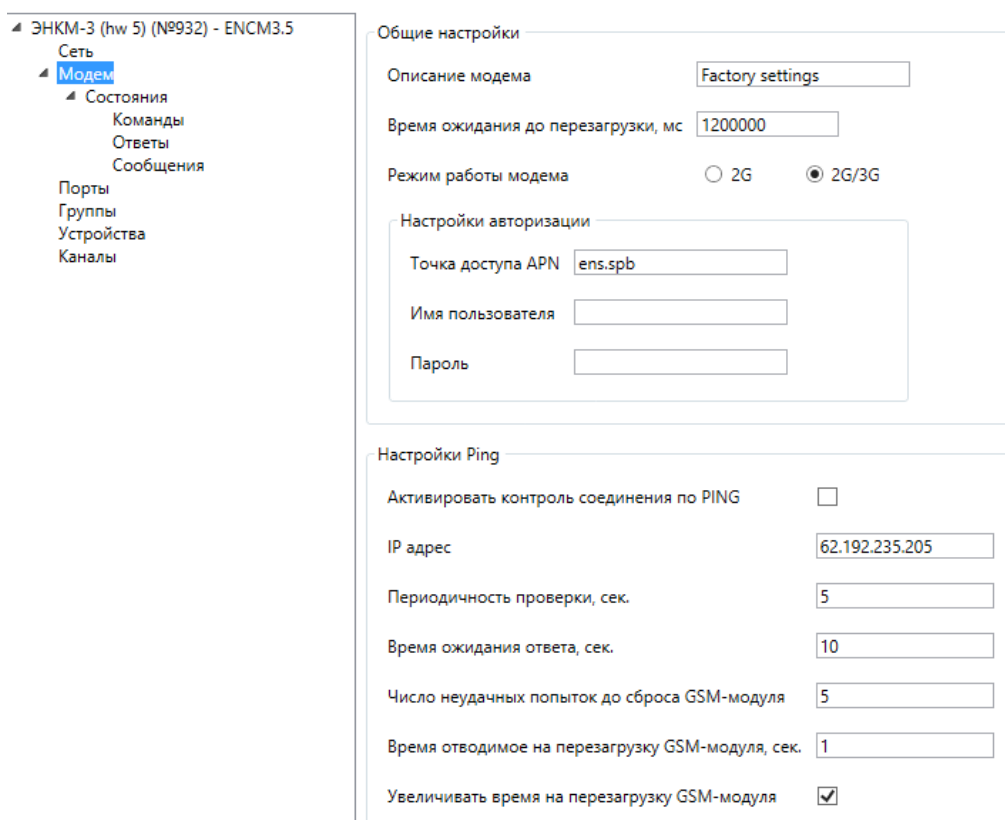 ЭНКМ-3 (hw 5) (№932) - ENCM3.5
Сеть
Модем
Состояния
Команды
Ответы
Сообщения
Порты
Группы
Устройства
Каналы
Общие настройки
Описание модема Factory settings
Время ожидания до перезагрузки, мс 1200000
Режим работы модема 2G 2G/3G
Настройки авторизации
Точка доступа APN ens.spb
Имя пользователя
Пароль
Настройки Ping
Активировать контроль соединения по PING
IP адрес 62.192.235.205
Периодичность проверки, сек. 5
Время ожидания ответа, сек. 10
Число неудачных попыток до сброса GSM-модуля 5
Время отводимое на перезагрузку GSM-модуля, сек. 1
Увеличивать время на перезагрузку GSM-модуля